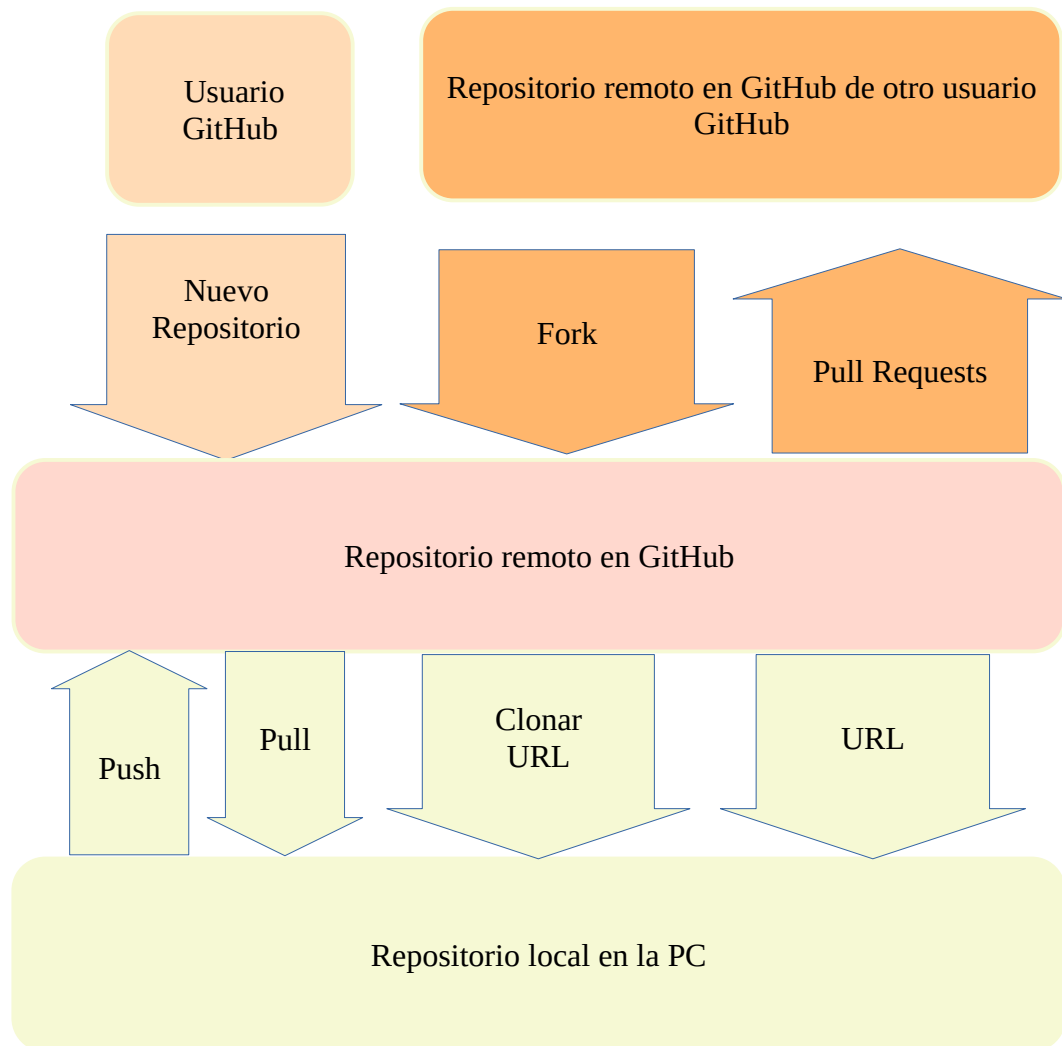 Usuario
GitHub
Repositorio remoto en GitHub de otro usuario
GitHub
Nuevo
Repositorio
Fork
Pull Requests
Repositorio remoto en GitHub
Push
Pull
Clonar
URL
URL
Repositorio local en la PC